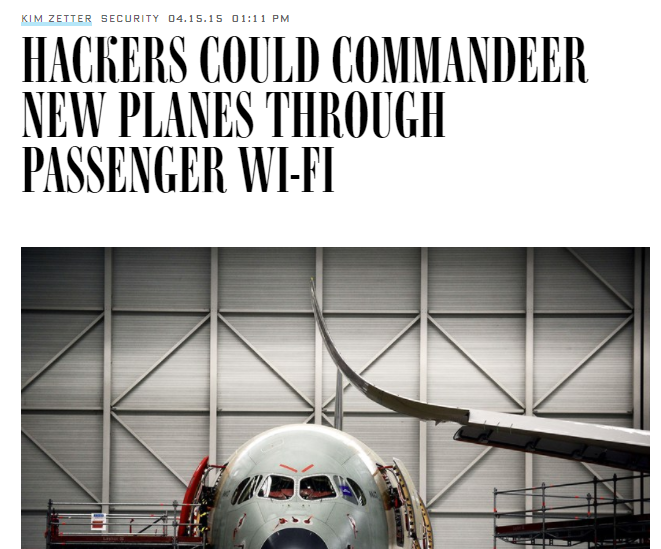 KIM ZETTER SECURITY 04.15.15 01:11 PM
HACKERS COULD COMMANDEER
NEW PLANES THROUGH
PASSENGER WI-FI